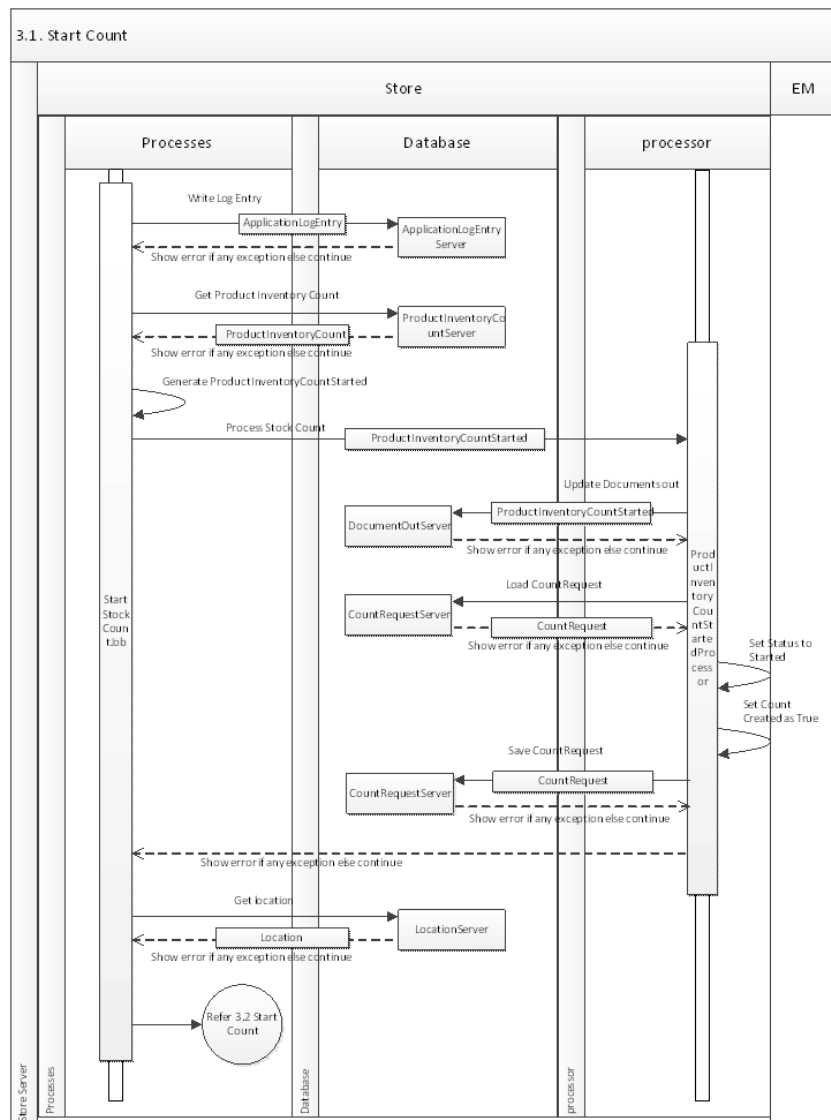 3.1. Start Count
Store
EM
Processes
Database
processor
Write Log Entry
ApplicationLogEntry
ApplicationLogEntry
Server
Show error if any exception else continue
Get Product Inventory Count
ProductInventoryCo
untServer
ProductInventoryCount
Show error if any exception else continue
Generate ProductInventoryCountStarted
Process Stock Count
ProductInventoryCountStarted
Update Documents out
ProductInventoryCountStarted
DocumentOutServer
Show error if any exception else continue
Load CountRequest
CountRequestServer
CountRequest
Show error if any exception else continue
Start
Stock
Coun
tJob
Prod
uctIn
ven
tory
Cou
ntSt
arte
dPro
cess
or
Set Status to
Started
Set Count
Created as True
Save CountRequest
CountRequest
CountRequestServer
Show error if any exception else continue
Show error if any exception else continue
Get location
LocationServer
Location
Show error if any exception else continue
Refer 3.2 Start
Count
Store Server
Processes
Database
processor